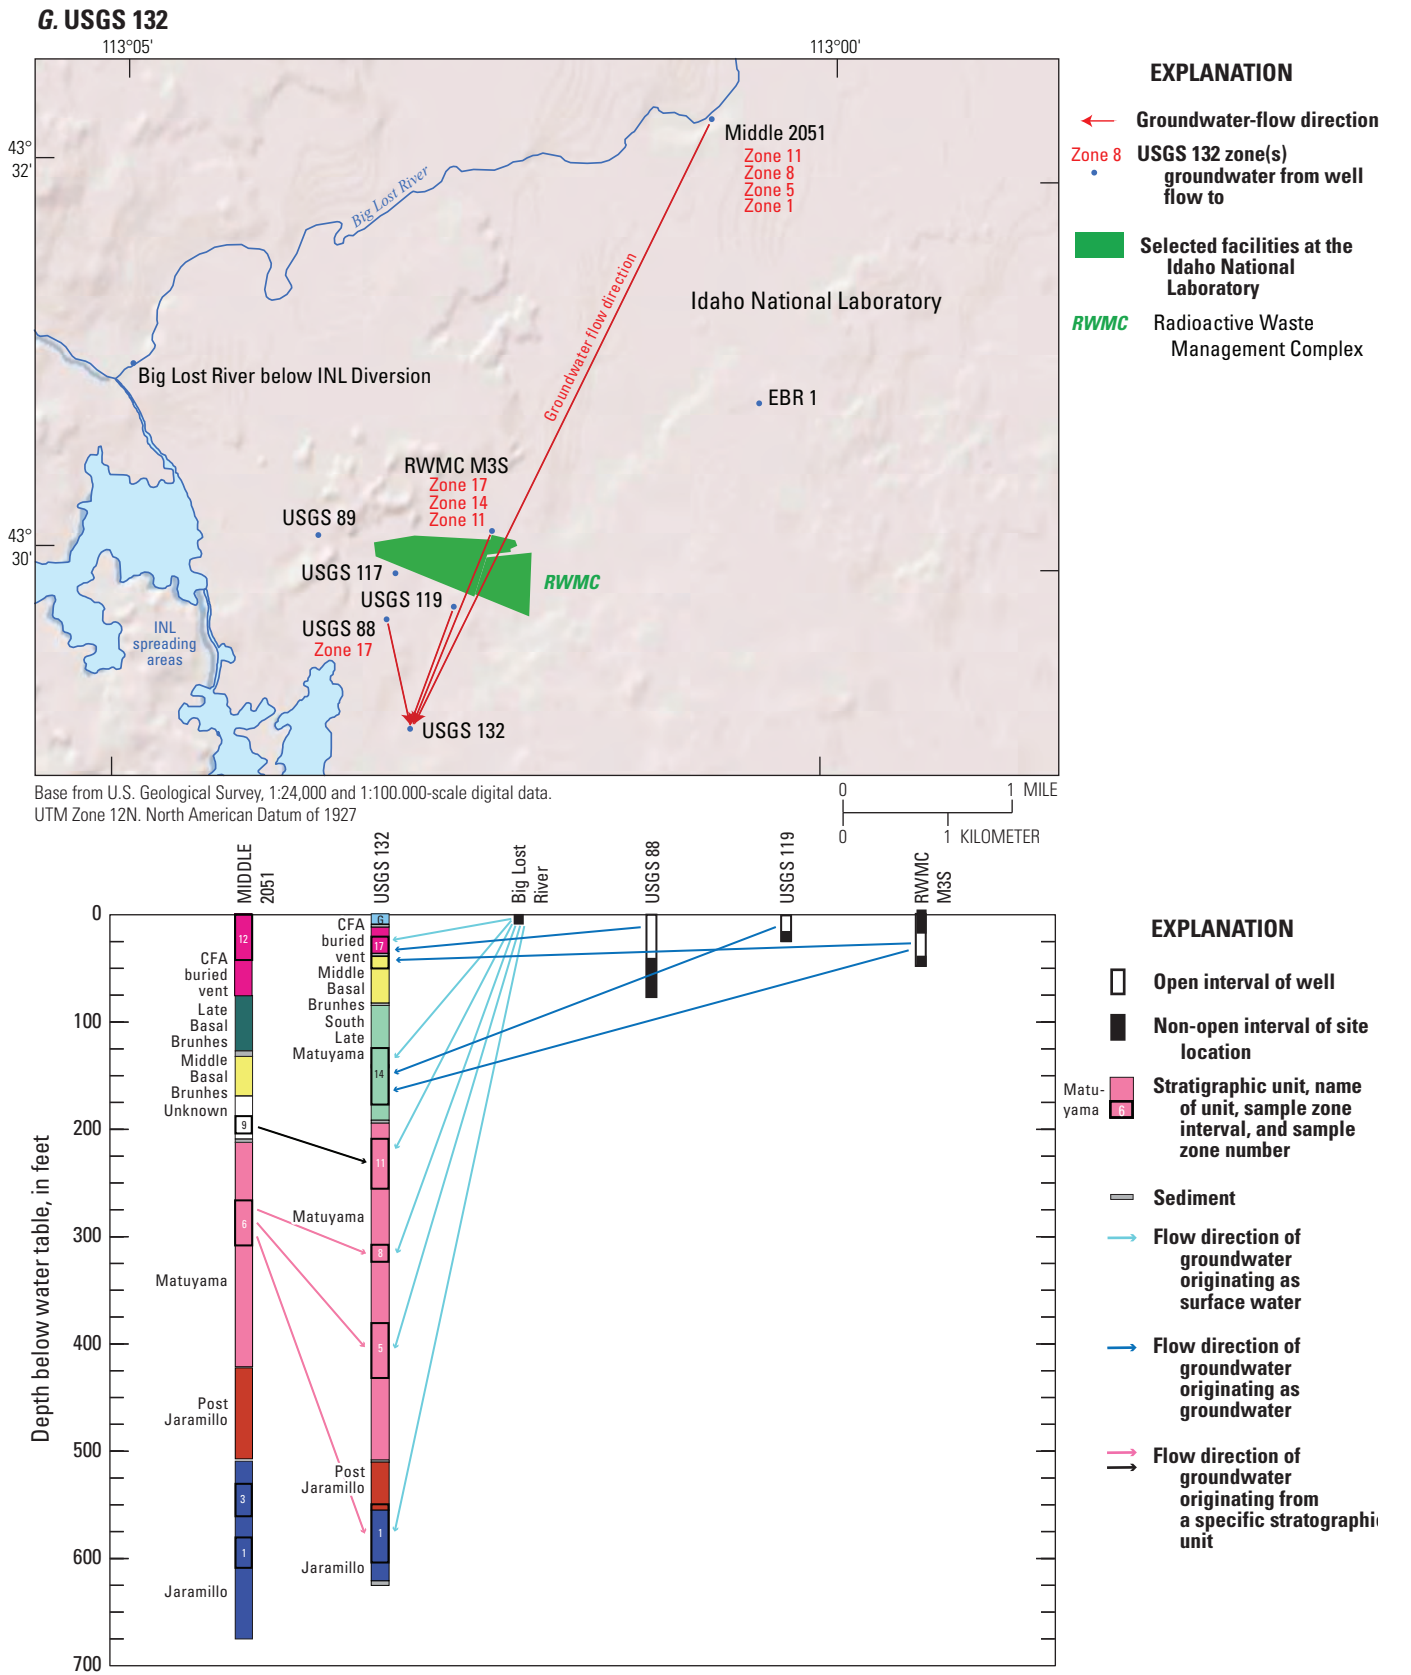 G. USGS 132
113°05'
113°00'
43°
32'
43°
30'
Middle 2051
Zone 11
Zone 8
Zone 5
Zone 1
Big Lost River
Groundwater flow direction
Idaho National Laboratory
Big Lost River below INL Diversion
EBR 1
RWMC M3S
Zone 17
Zone 14
Zone 11
USGS 89
USGS 117
RWMC
USGS 119
USGS 88
Zone 17
INL
spreading
areas
USGS 132
EXPLANATION
Groundwater-flow direction
Zone 8
USGS 132 zone(s)
groundwater from well
flow to
Selected facilities at the
Idaho National
Laboratory
RWMC
Radioactive Waste
Management Complex
Base from U.S. Geological Survey, 1:24,000 and 1:100.000-scale digital data.
UTM Zone 12N. North American Datum of 1927
0
1 MILE
0
1 KILOMETER
MIDDLE
2051
USGS 132
Big Lost
River
USGS 88
USGS 119
RWMC
M3S
Depth below water table, in feet
0
100
200
300
400
500
600
700
12
CFA
buried
vent
Late
Basal
Brunhes
Middle
Basal
Brunhes
Unknown
9
6
Matuyama
Post
Jaramillo
3
1
Jaramillo
G
CFA
buried
vent
17
Middle
Basal
Brunhes
South
Late
Matuyama
14
11
Matuyama
8
5
Post
Jaramillo
1
Jaramillo
EXPLANATION
Open interval of well
Non-open interval of site
location
Matu-
yama
6
Stratigraphic unit, name
of unit, sample zone
interval, and sample
zone number
Sediment
Flow direction of
groundwater
originating as
surface water
Flow direction of
groundwater
originating as
groundwater
Flow direction of
groundwater
originating from
a specific stratographi
unit